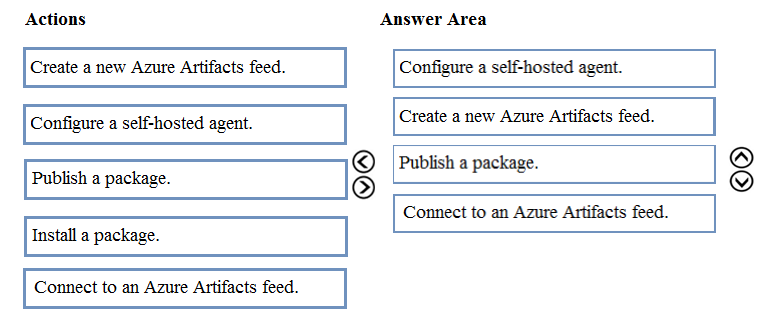 Actions
Create a new Azure Artifacts feed.
Configure a self-hosted agent.
Publish a package.
Install a package.
Connect to an Azure Artifacts feed.
Answer Area
Configure a self-hosted agent.
Create a new Azure Artifacts feed.
Publish a package.
Connect to an Azure Artifacts feed.